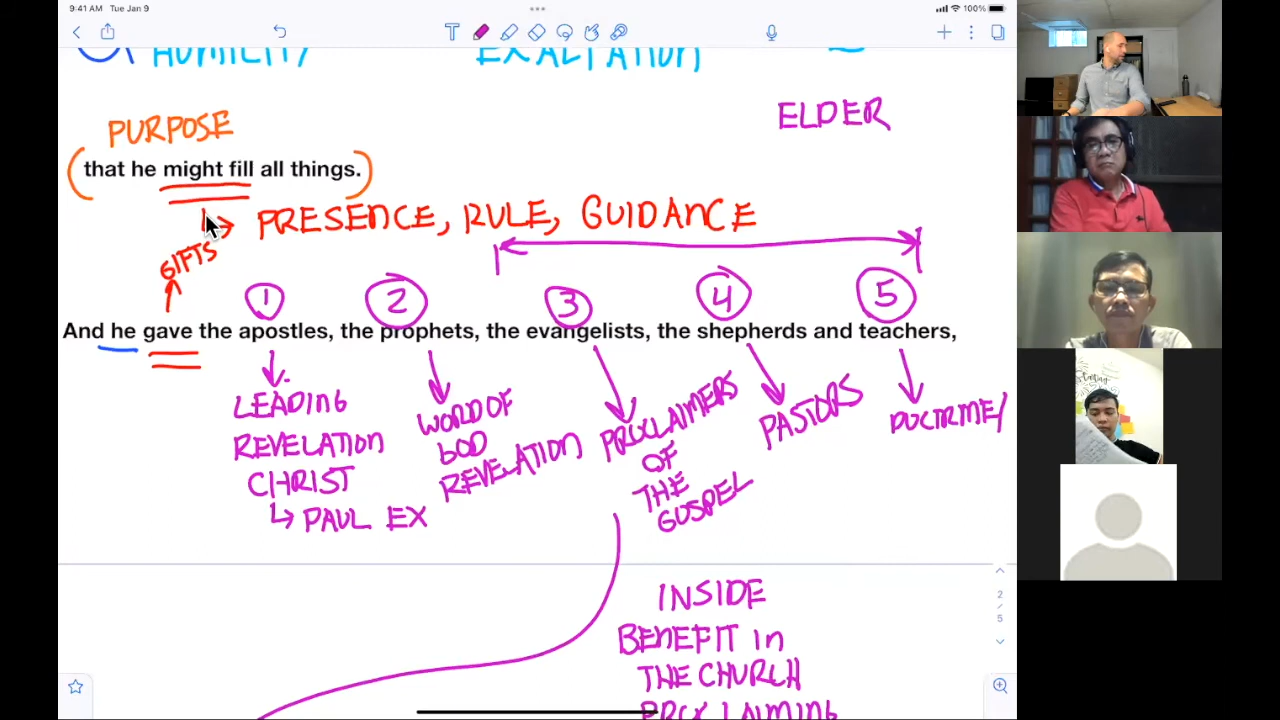 9:41 AM Tue Jan 9
100%
HUMILITY EXALTATION
ELDER
PURPOSE
(that he might fill all things.)
PRESENCE, RULE, GUIDANCE
GIFTS
1 2 3 4 5
And he gave the apostles, the prophets, the evangelists, the shepherds and teachers,
LEADING
REVELATION
CHRIST
↳ PAUL EX
WORD OF
GOD
REVELATION
PROCLAIMERS
OF
THE
GOSPEL
PASTORS
DOCTRINE/
2
/
5
INSIDE
BENEFIT in
THE CHURCH
PROCLAIMING